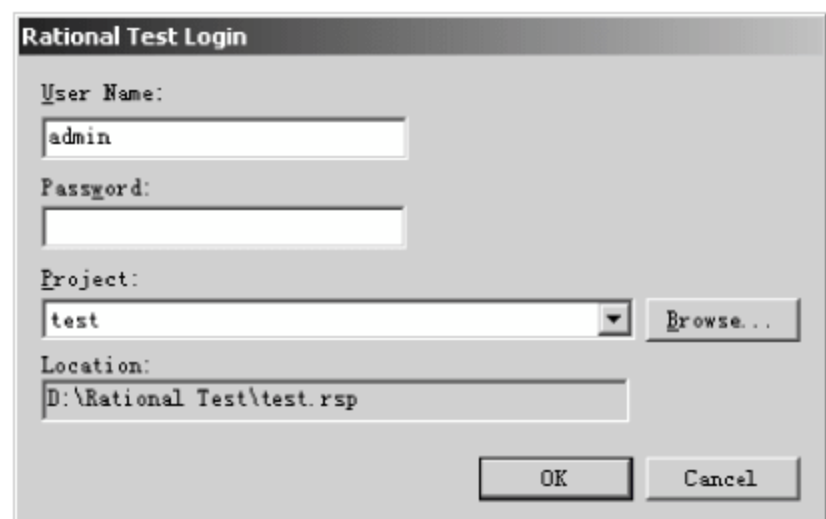 Rational Test Login
User Name:
admin
Password:
Project:
test
Browse...
Location:
D:\Rational Test\test.rsp
OK
Cancel